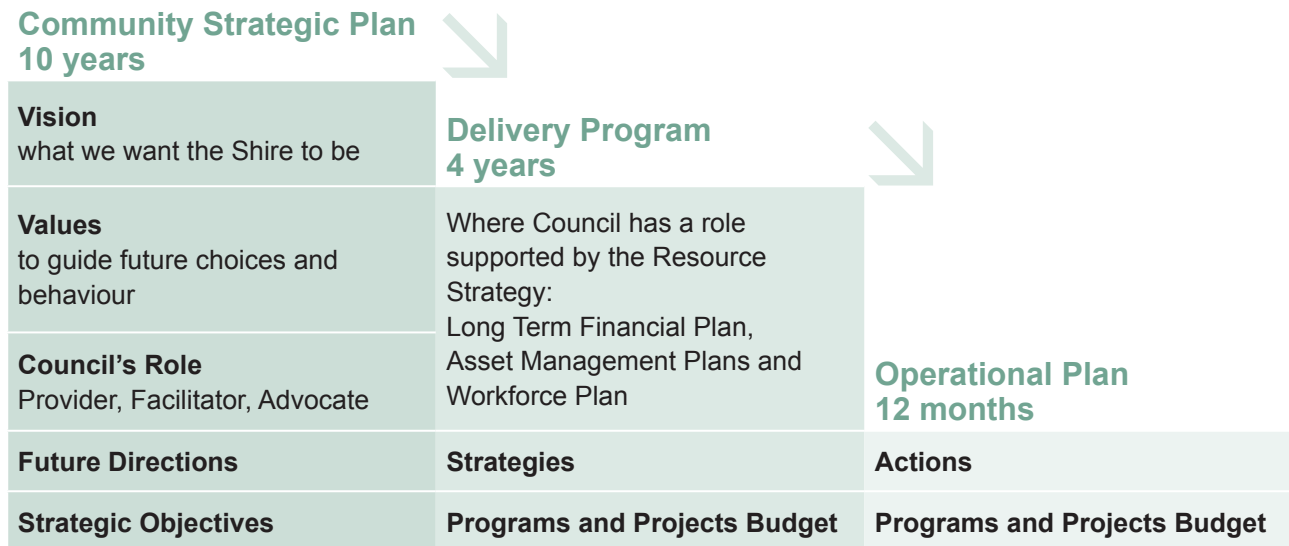 Community Strategic Plan
10 years
Vision
what we want the Shire to be
Values
to guide future choices and
behaviour
Council’s Role
Provider, Facilitator, Advocate
Future Directions
Strategic Objectives
Delivery Program
4 years
Where Council has a role
supported by the Resource
Strategy:
Long Term Financial Plan,
Asset Management Plans and
Workforce Plan
Strategies
Programs and Projects Budget
Operational Plan
12 months
Actions
Programs and Projects Budget